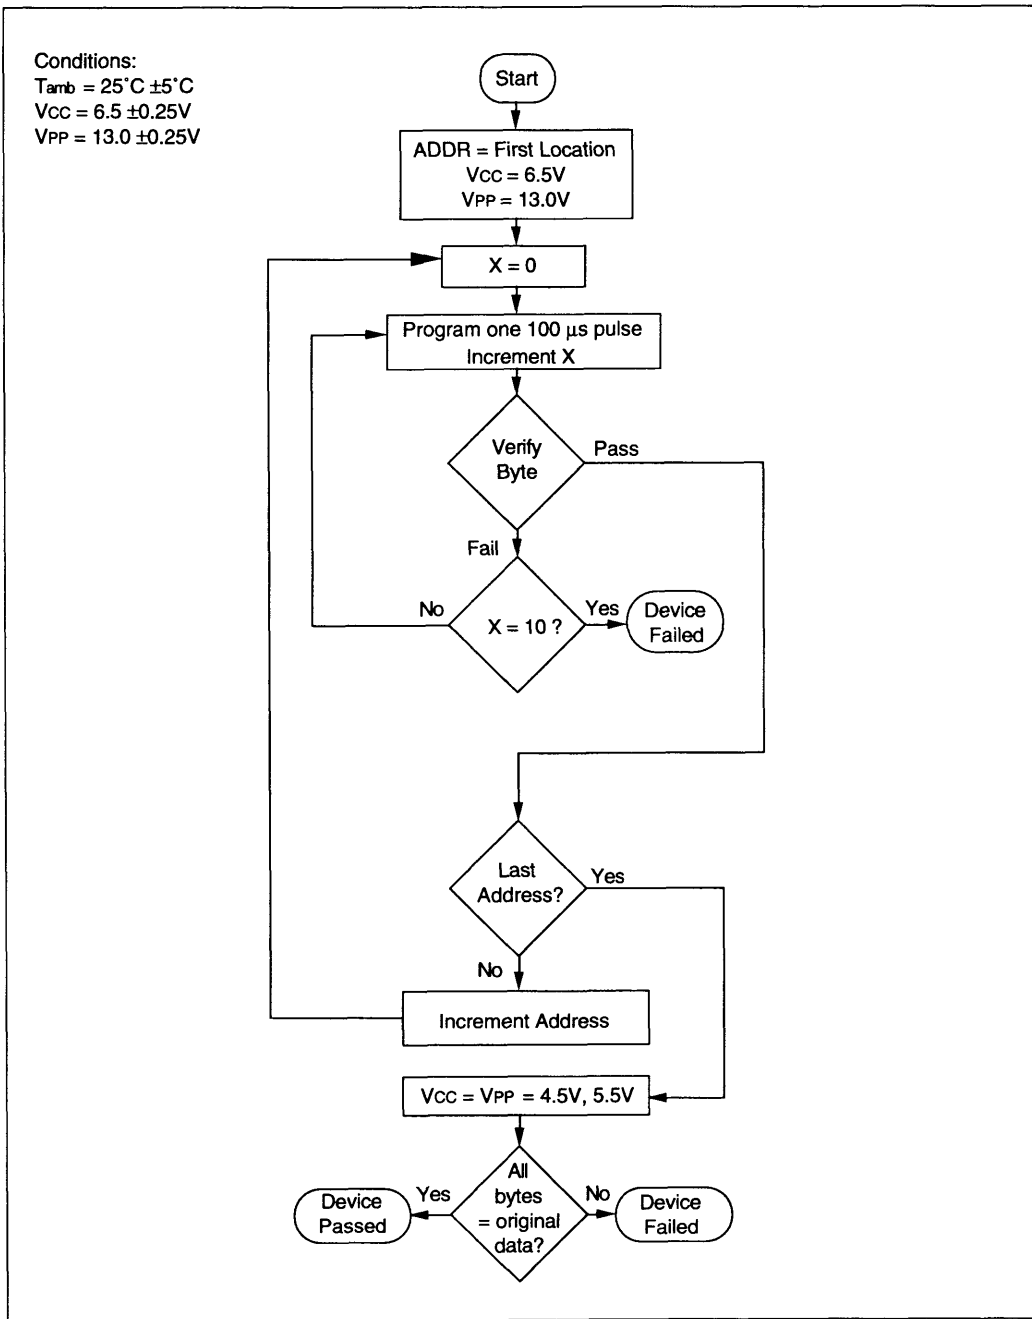 Conditions:
Tamb = 25˚C ±5˚C
VCC = 6.5 ±0.25V
VPP = 13.0 ±0.25V
Start
ADDR = First Location
VCC = 6.5V
VPP = 13.0V
X = 0
Program one 100 µs pulse
Increment X
Verify
Byte
Pass
Fail
X = 10 ?
No
Yes
Device
Failed
Last
Address?
Yes
No
Increment Address
VCC = VPP = 4.5V, 5.5V
All
bytes
= original
data?
Yes
Device
Passed
No
Device
Failed